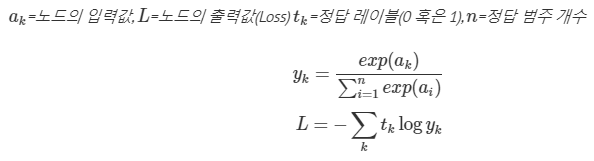 a_k=노드의 입력값, L=노드의 출력값(Loss) t_k=정답 레이블(0 혹은 1), n=정답 범주 개수
y_k = exp(a_k) / ∑_{i=1}^{n} exp(a_i)
L = −∑_k t_k log y_k